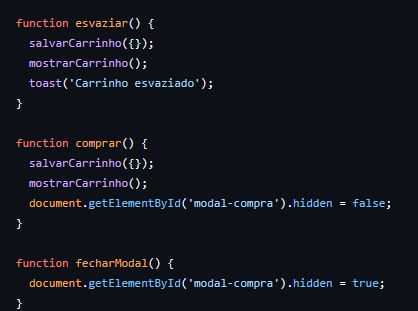 function esvaziar() {
  salvarCarrinho({});
  mostrarCarrinho();
  toast('Carrinho esvaziado');
}

function comprar() {
  salvarCarrinho({});
  mostrarCarrinho();
  document.getElementById('modal-compra').hidden = false;
}

function fecharModal() {
  document.getElementById('modal-compra').hidden = true;
}